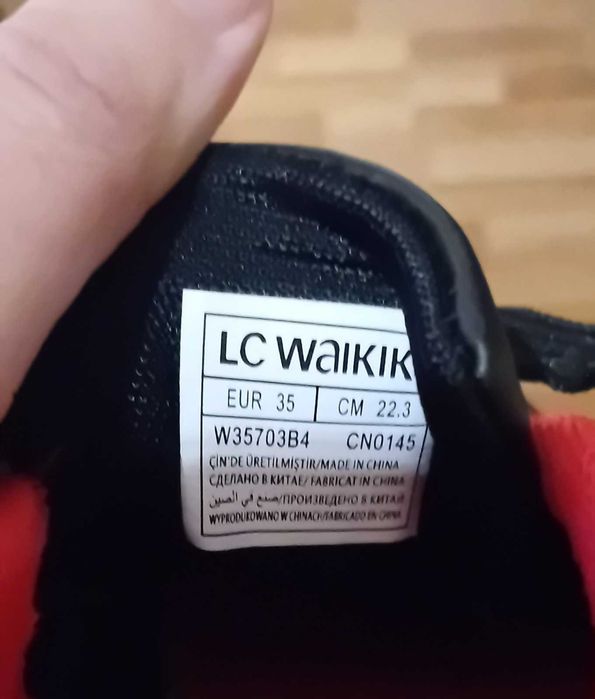 LC WAIKIK
EUR 35 CM 22.3
W35703B4 CN0145
ÇİN'DE ÜRETİLMİŞTİR/MADE IN CHINA
СДЕЛАНО В КИТАЕ/ FABRICAT IN CHINA
صنع في الصين/ПРОИЗВЕДЕНО В КИТАЙ
WYPRODUKOWANO W CHINACH/FABRICADO EN CHINA